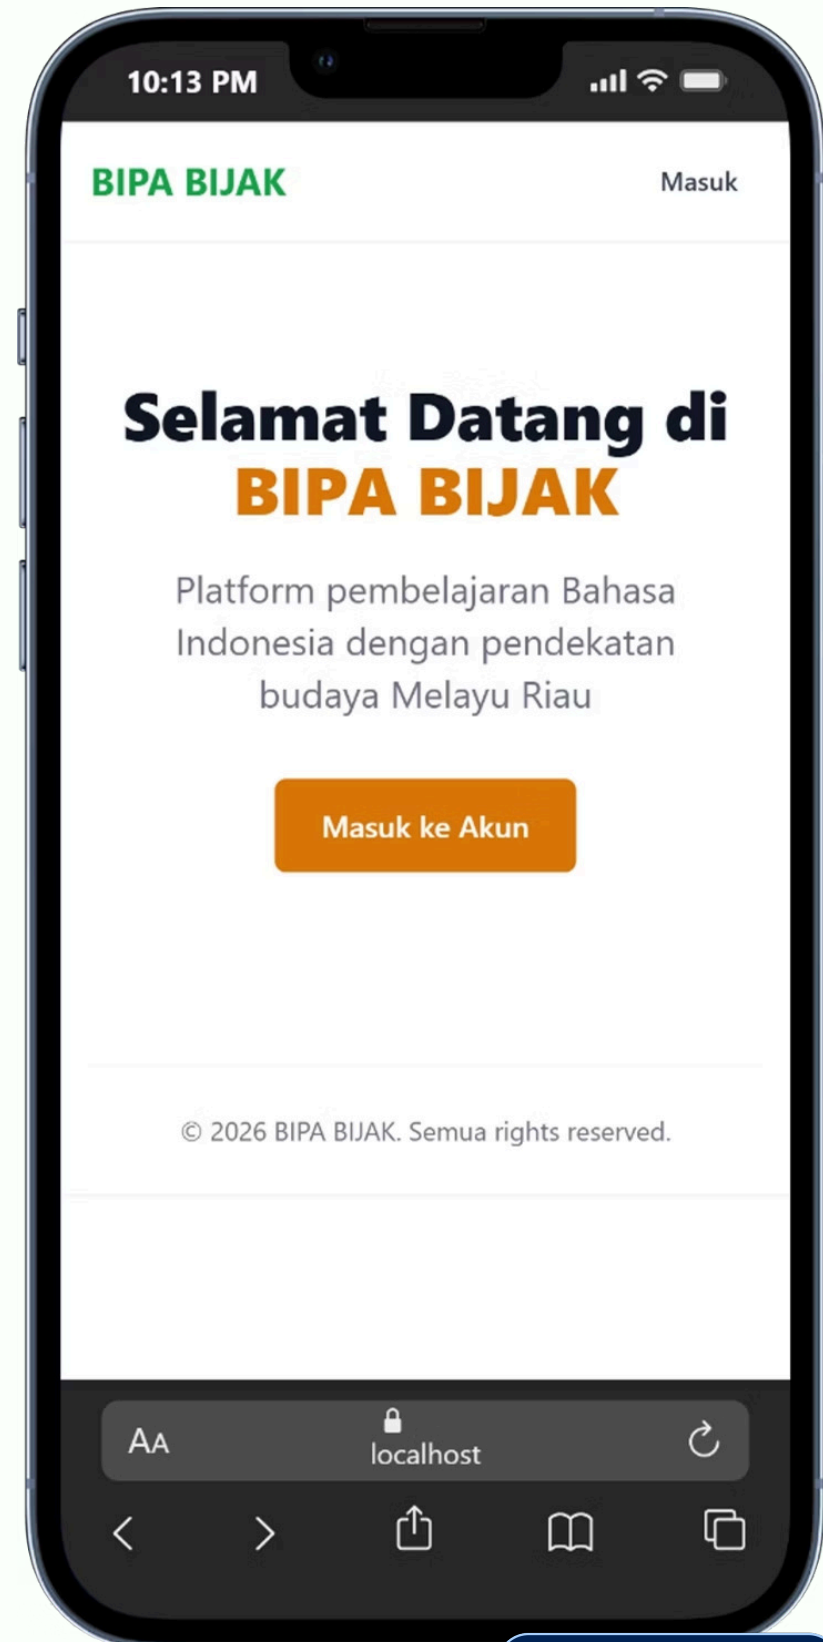 10:13 PM
BIPA BIJAK
Masuk
Selamat Datang di
BIPA BIJAK
Platform pembelajaran Bahasa
Indonesia dengan pendekatan
budaya Melayu Riau
Masuk ke Akun
© 2026 BIPA BIJAK. Semua rights reserved.
AA
localhost